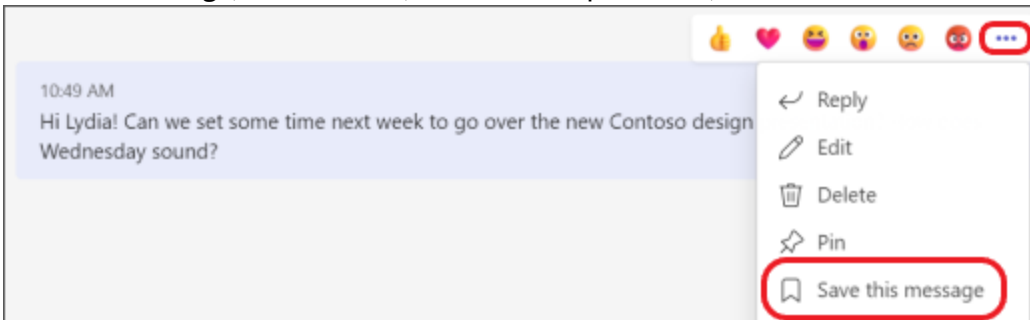 10:49 AM
Hi Lydia! Can we set some time next week to go over the new Contoso design
Wednesday sound?
Reply
Edit
Delete
Pin
Save this message